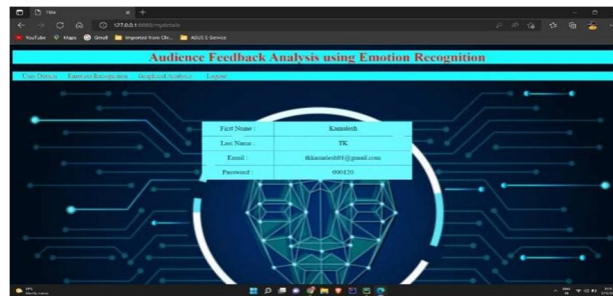 Title
127.0.0.1:8000/mydetails
YouTube Maps Gmail Imported from Chr... ASUS E-Service
Audience Feedback Analysis using Emotion Recognition
User Details Emotion Recognition Graphical Analysis Logout
First Name : Kamalesh
Last Name : TK
Email : tkkamalesh01@gmail.com
Password : 690420